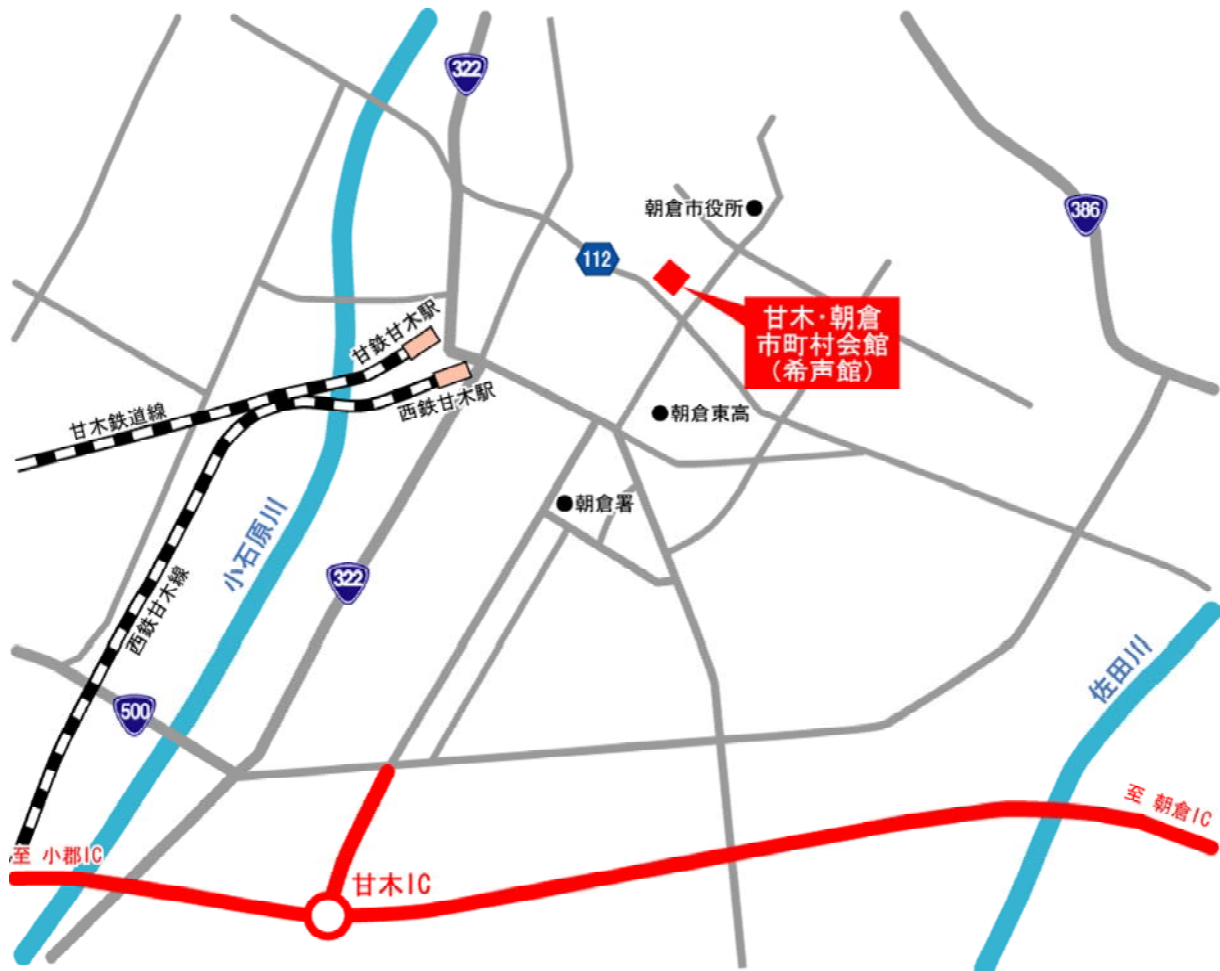 322
386
朝倉市役所
112
甘木・朝倉
市町村会館
（希声館）
甘鉄甘木駅
西鉄甘木駅
甘木鉄道線
朝倉東高
朝倉署
小石原川
322
西鉄甘木線
佐田川
500
至 朝倉IC
至 小郡IC
甘木IC